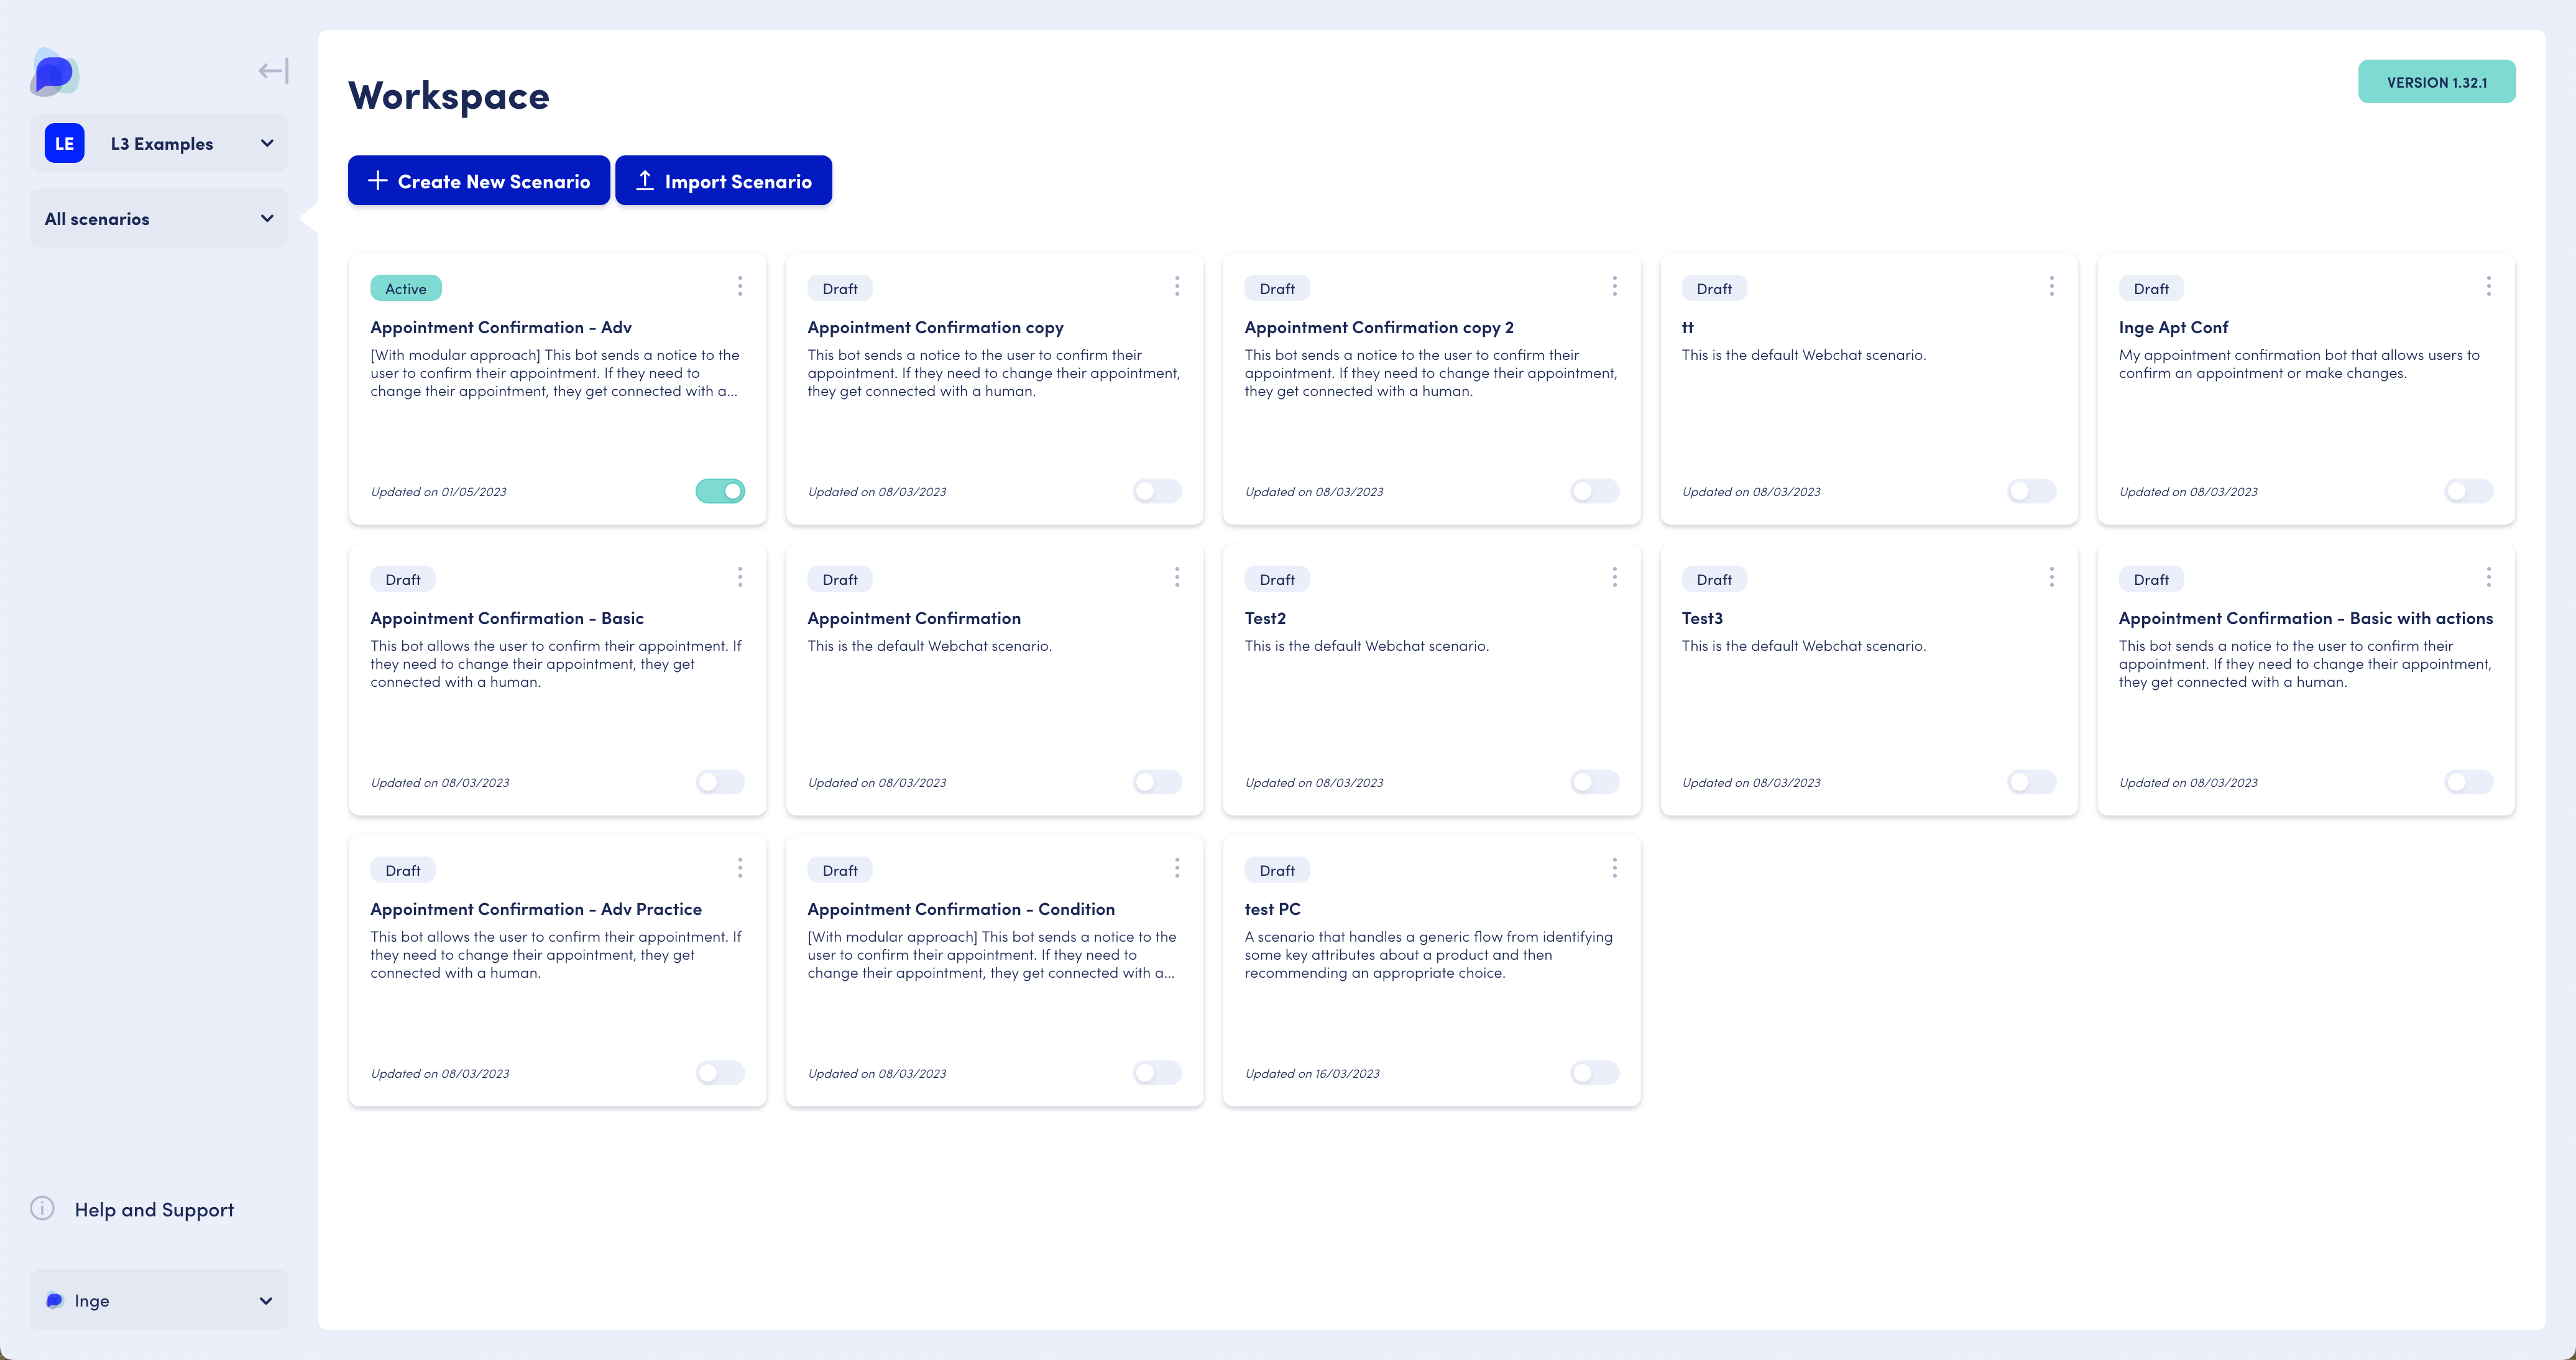 LE
L3 Examples
All scenarios
Workspace
VERSION 1.32.1
Create New Scenario
Import Scenario
Active
Appointment Confirmation - Adv
[With modular approach] This bot sends a notice to the
user to confirm their appointment. If they need to
change their appointment, they get connected with a...
Updated on 01/05/2023
Draft
Appointment Confirmation copy
This bot sends a notice to the user to confirm their
appointment. If they need to change their appointment,
they get connected with a human.
Updated on 08/03/2023
Draft
Appointment Confirmation copy 2
This bot sends a notice to the user to confirm their
appointment. If they need to change their appointment,
they get connected with a human.
Updated on 08/03/2023
Draft
tt
This is the default Webchat scenario.
Updated on 08/03/2023
Draft
Inge Apt Conf
My appointment confirmation bot that allows users to
confirm an appointment or make changes.
Updated on 08/03/2023
Draft
Appointment Confirmation - Basic
This bot allows the user to confirm their appointment. If
they need to change their appointment, they get
connected with a human.
Updated on 08/03/2023
Draft
Appointment Confirmation
This is the default Webchat scenario.
Updated on 08/03/2023
Draft
Test2
This is the default Webchat scenario.
Updated on 08/03/2023
Draft
Test3
This is the default Webchat scenario.
Updated on 08/03/2023
Draft
Appointment Confirmation - Basic with actions
This bot sends a notice to the user to confirm their
appointment. If they need to change their appointment,
they get connected with a human.
Updated on 08/03/2023
Draft
Appointment Confirmation - Adv Practice
This bot allows the user to confirm their appointment. If
they need to change their appointment, they get
connected with a human.
Updated on 08/03/2023
Draft
Appointment Confirmation - Condition
[With modular approach] This bot sends a notice to the
user to confirm their appointment. If they need to
change their appointment, they get connected with a...
Updated on 08/03/2023
Draft
test PC
A scenario that handles a generic flow from identifying
some key attributes about a product and then
recommending an appropriate choice.
Updated on 16/03/2023
Help and Support
Inge